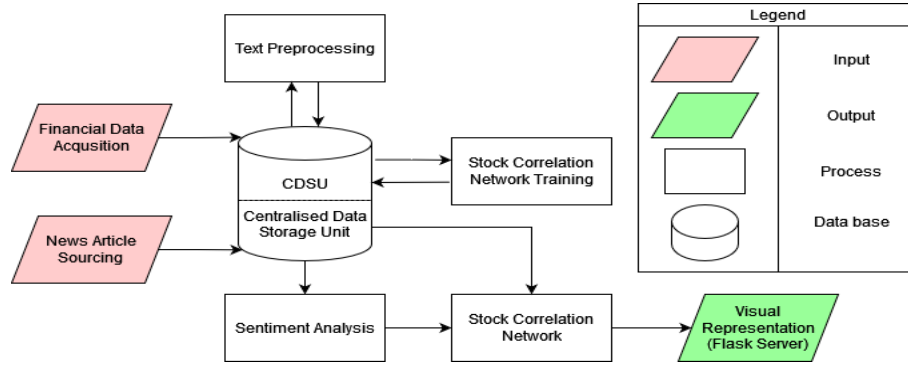 Text Preprocessing
Financial Data
Acqusition
CDSU
Centralised Data
Storage Unit
Stock Correlation
Network Training
News Article
Sourcing
Sentiment Analysis
Stock Correlation
Network
Visual
Representation
(Flask Server)
Legend
Input
Output
Process
Data base